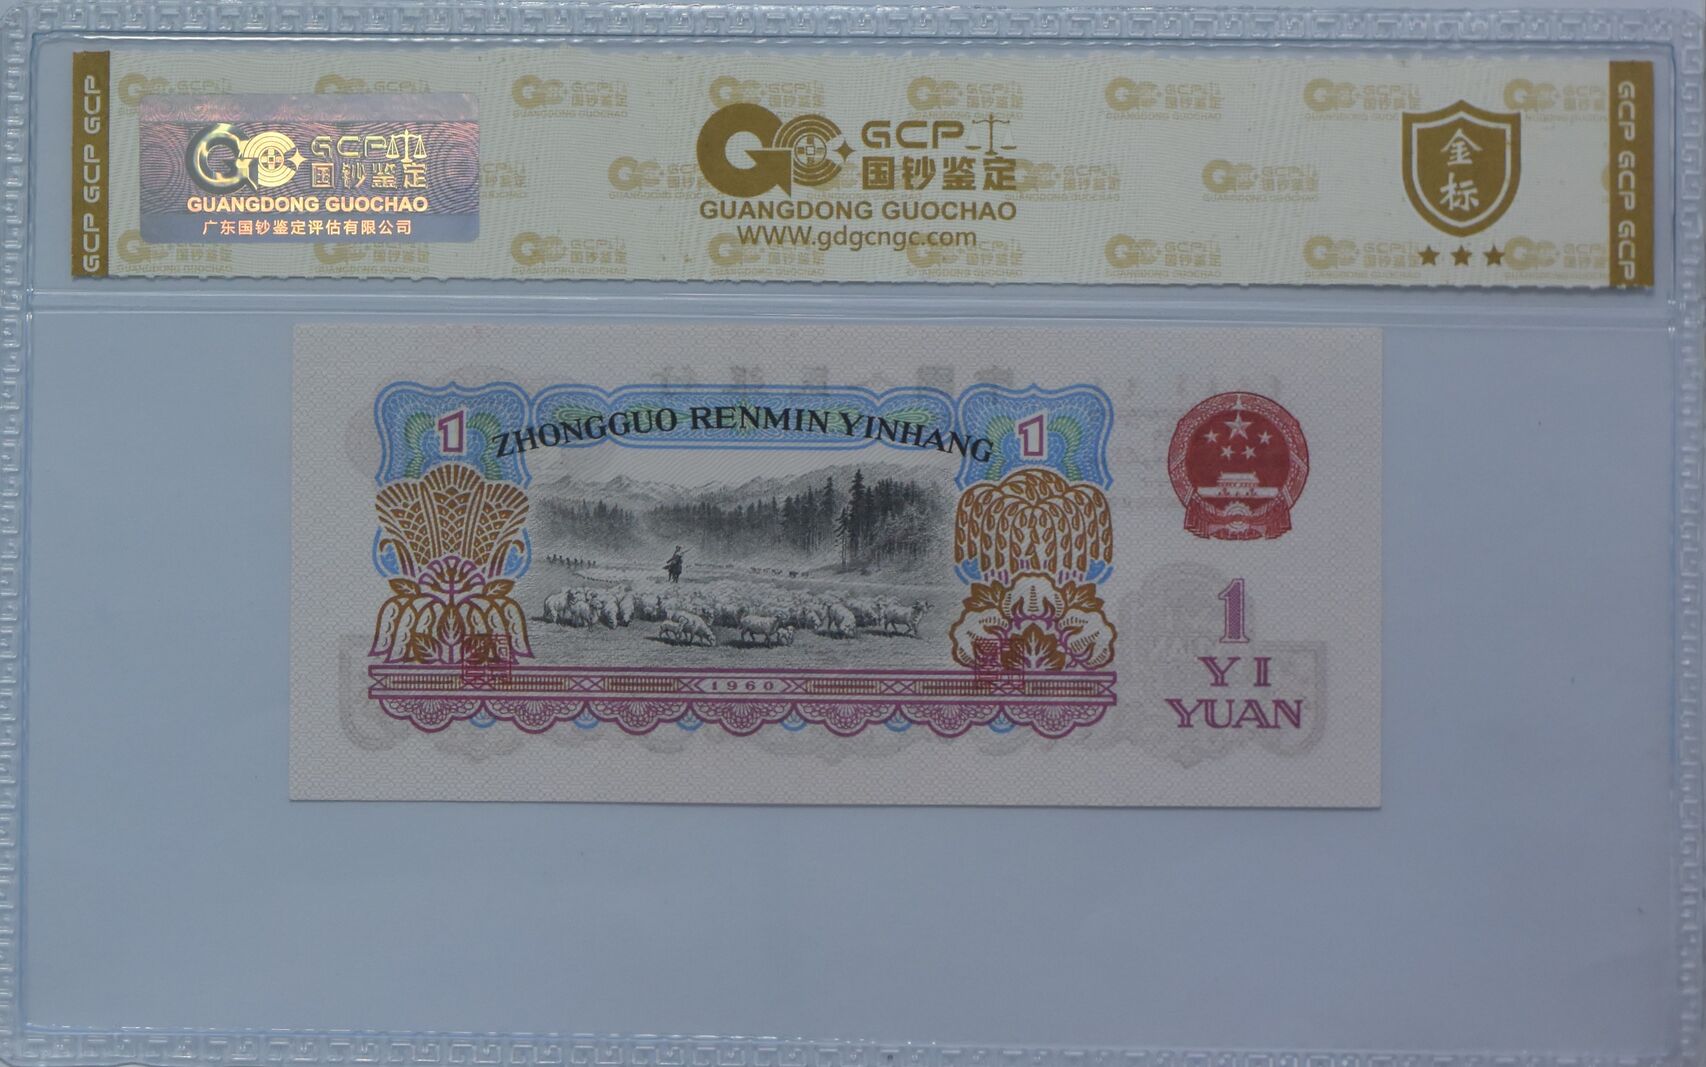 GCP
国钞鉴定
GUANGDONG GUOCHAO
广东国钞鉴定评估有限公司
GCP
国钞鉴定
GUANGDONG GUOCHAO
WWW.gdgcngc.com
金标
GCP GCP GCP
GCP GCP GCP
1
ZHONGGUO RENMIN YINHANG
1
1960
1
YI
YUAN